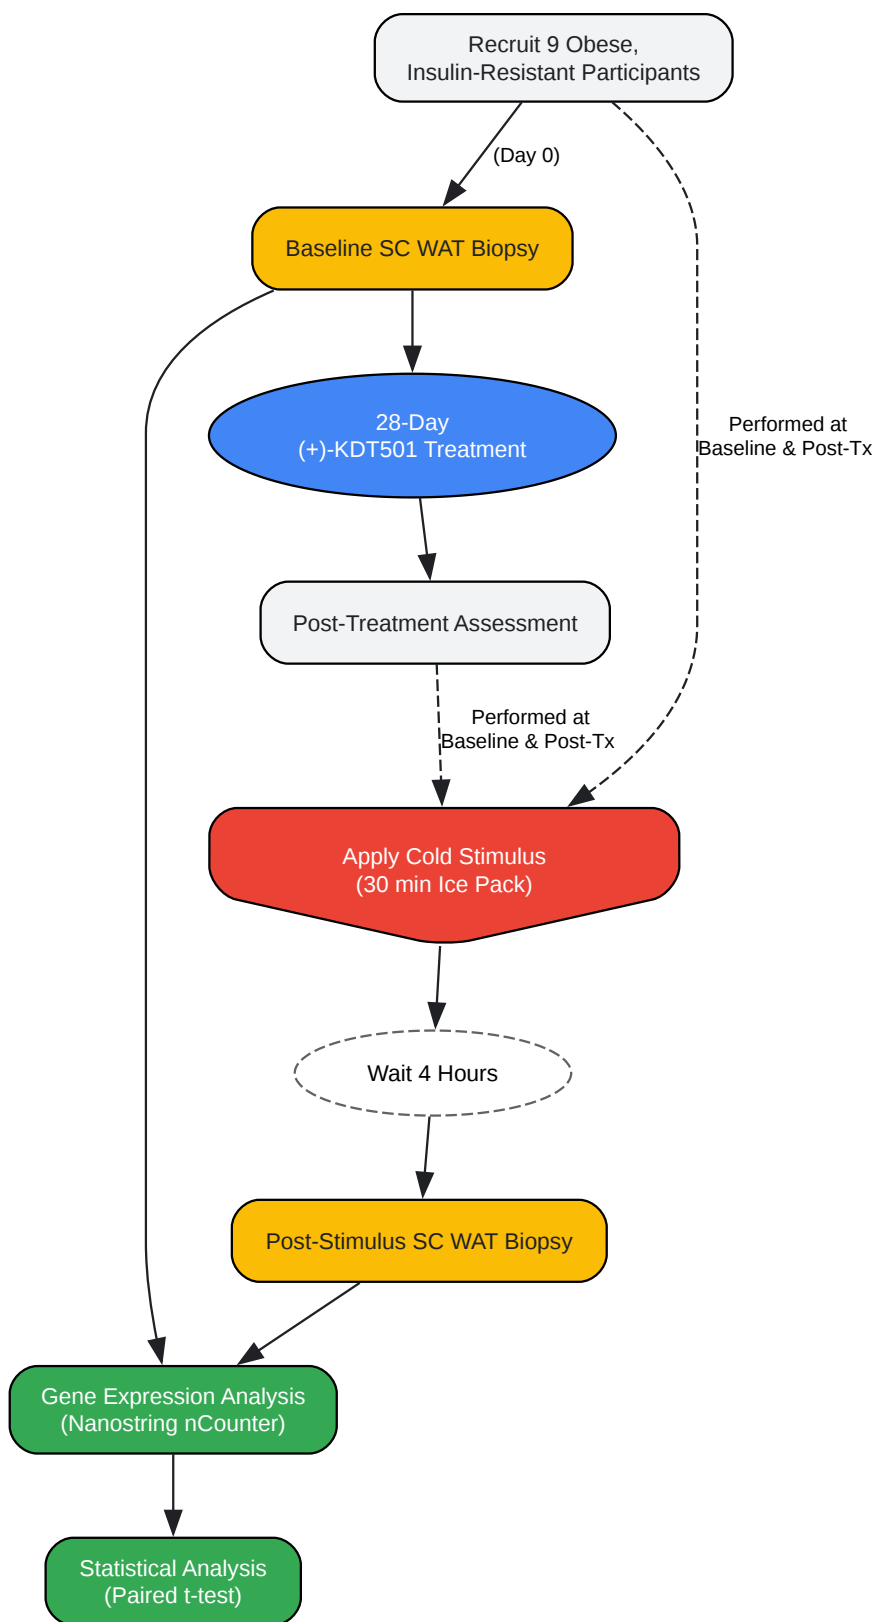 Recruit 9 Obese,
Insulin-Resistant Participants
(Day 0)
Baseline SC WAT Biopsy
28-Day
(+)-KDT501 Treatment
Performed at
Baseline & Post-Tx
Post-Treatment Assessment
Performed at
Baseline & Post-Tx
Apply Cold Stimulus
(30 min Ice Pack)
Wait 4 Hours
Post-Stimulus SC WAT Biopsy
Gene Expression Analysis
(Nanostring nCounter)
Statistical Analysis
(Paired t-test)